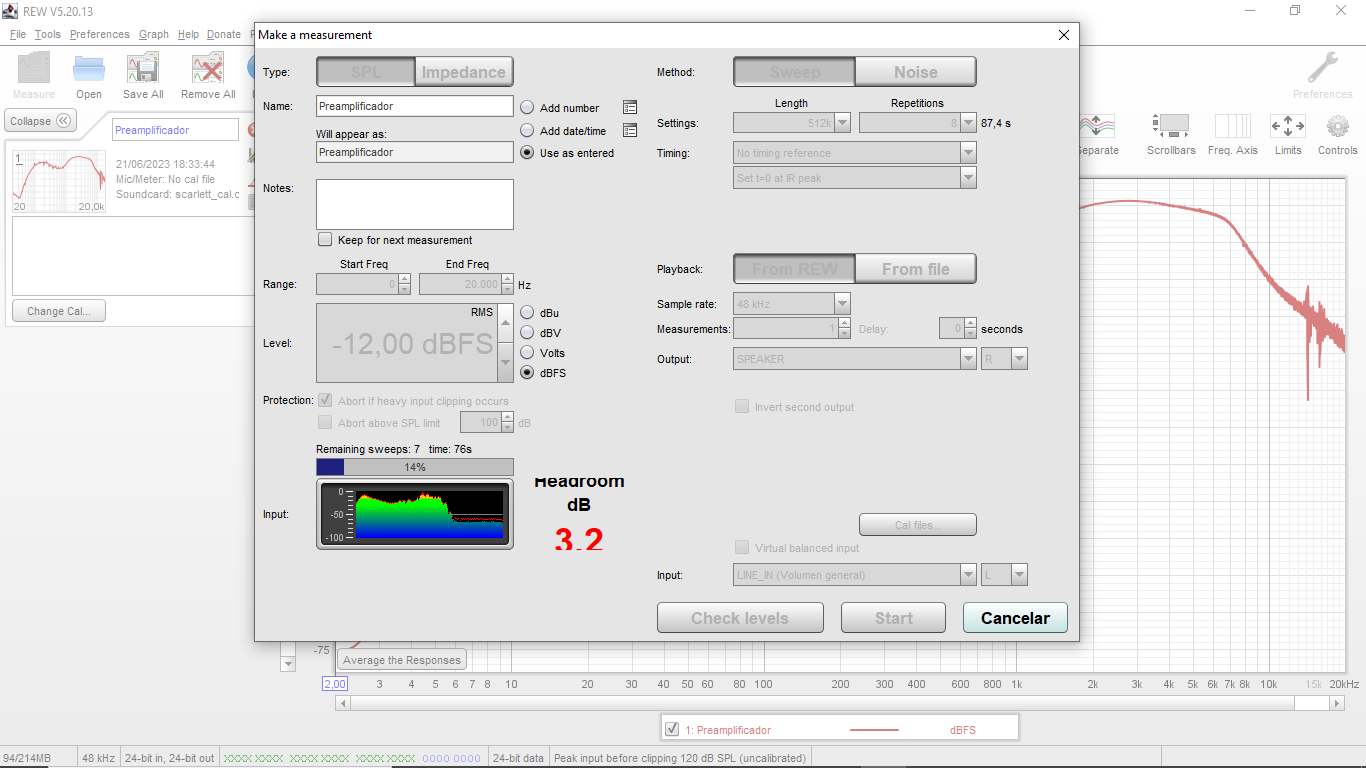 REW V5.20.13
File Tools Preferences Graph Help Donate
Measure Open Save All Remove All
Preferences
Collapse
Preamplificador
1
20 20,0k
21/06/2023 18:33:44
Mic/Meter: No cal file
Soundcard: scarlett_cal.c
Change Cal...
Make a measurement
Type: SPL Impedance
Name: Preamplificador
Add number
Will appear as:
Add date/time
Preamplificador
Use as entered
Notes:
Keep for next measurement
Start Freq End Freq
Range: 0 20.000 Hz
RMS
Level: -12,00 dBFS
dBu
dBV
Volts
dBFS
Protection: Abort if heavy input clipping occurs
Abort above SPL limit 100 dB
Remaining sweeps: 7 time: 76s
14%
Input:
0
-50
-100
Headroom
dB
3.2
Method: Sweep Noise
Length Repetitions
Settings: 512k 8 87,4 s
Timing: No timing reference
Set t=0 at IR peak
Playback: From REW From file
Sample rate: 48 kHz
Measurements: 1 Delay: 0 seconds
Output: SPEAKER R
Invert second output
Cal files...
Virtual balanced input
Input: LINE_IN (Volumen general) L
Check levels Start Cancelar
Separate Scrollbars Freq. Axis Limits Controls
-75
Average the Responses
2,00 3 4 5 6 7 8 10 20 30 40 50 60 80 100 200 300 400 600 800 1k 2k 3k 4k 5k 6k 7k 8k 10k 15k 20kHz
1: Preamplificador dBFS
94/214MB 48 kHz 24-bit in, 24-bit out XXXX XXXX XXXX XXXX XXXX XXXX 0000 0000 24-bit data Peak input before clipping 120 dB SPL (uncalibrated)